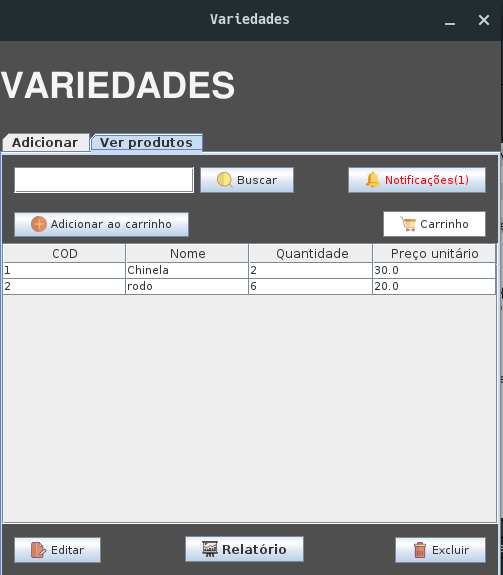 Variedades
VARIEDADES
Adicionar Ver produtos
Buscar Notificações(1)
Adicionar ao carrinho Carrinho
COD Nome Quantidade Preço unitário
1 Chinela 2 30.0
2 rodo 6 20.0
Editar Relatório Excluir